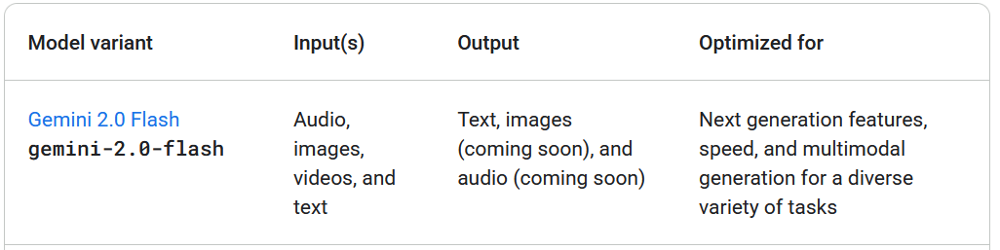 Model variant
Input(s)
Output
Optimized for
Gemini 2.0 Flash
gemini-2.0-flash
Audio,
images,
videos, and
text
Text, images
(coming soon), and
audio (coming soon)
Next generation features,
speed, and multimodal
generation for a diverse
variety of tasks